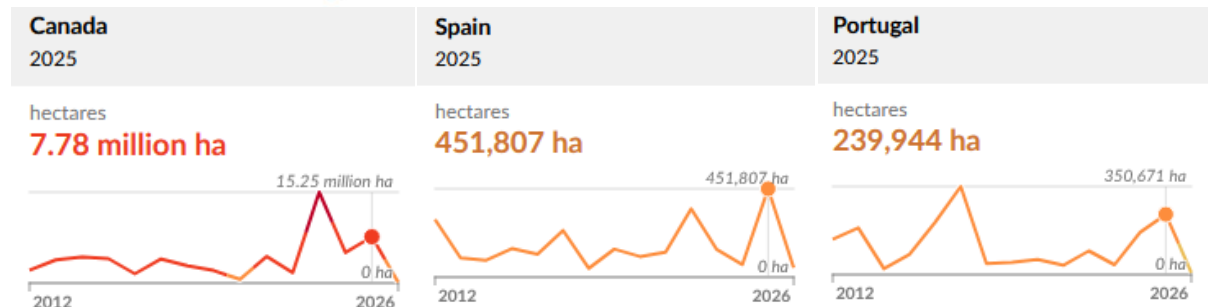 Canada
2025
hectares
7.78 million ha
15.25 million ha
0 ha
2012
2026
Spain
2025
hectares
451,807 ha
451,807 ha
0 ha
2012
2026
Portugal
2025
hectares
239,944 ha
350,671 ha
0 ha
2012
2026